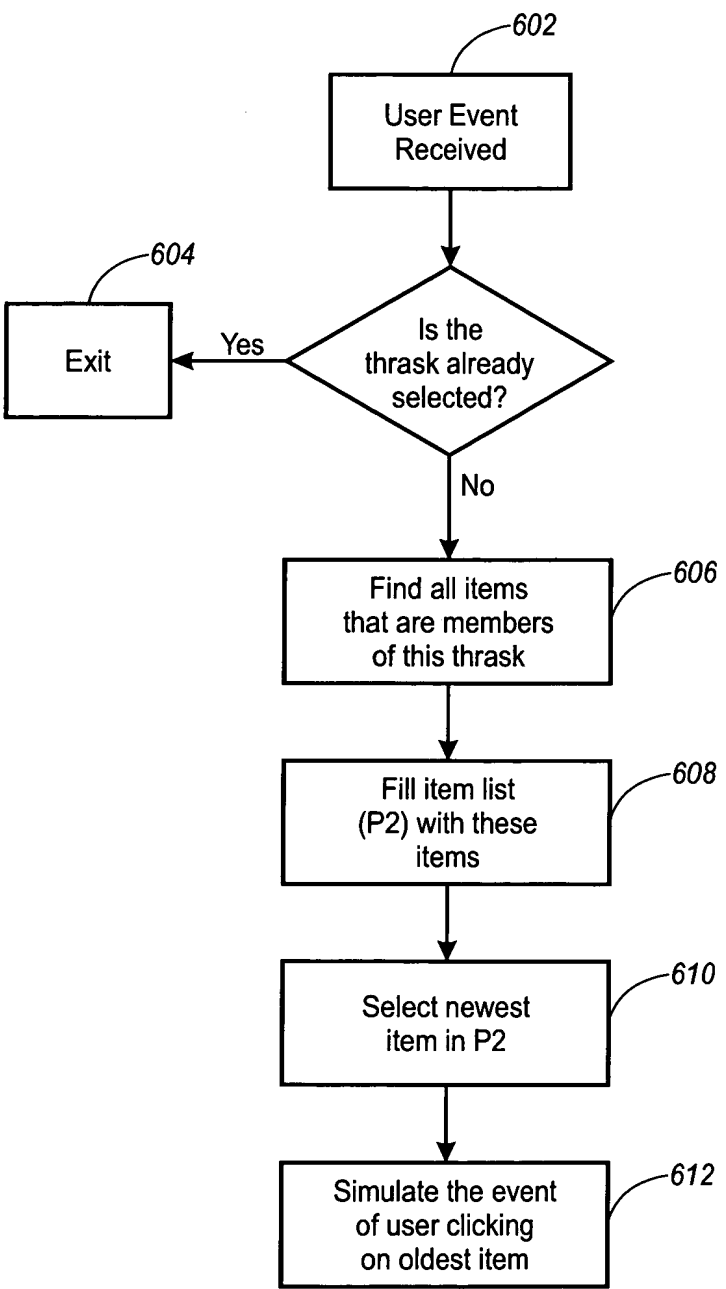 602
User Event
Received
604
Exit
Yes
Is the
thrask already
selected?
No
606
Find all items
that are members
of this thrask
608
Fill item list
(P2) with these
items
610
Select newest
item in P2
612
Simulate the event
of user clicking
on oldest item